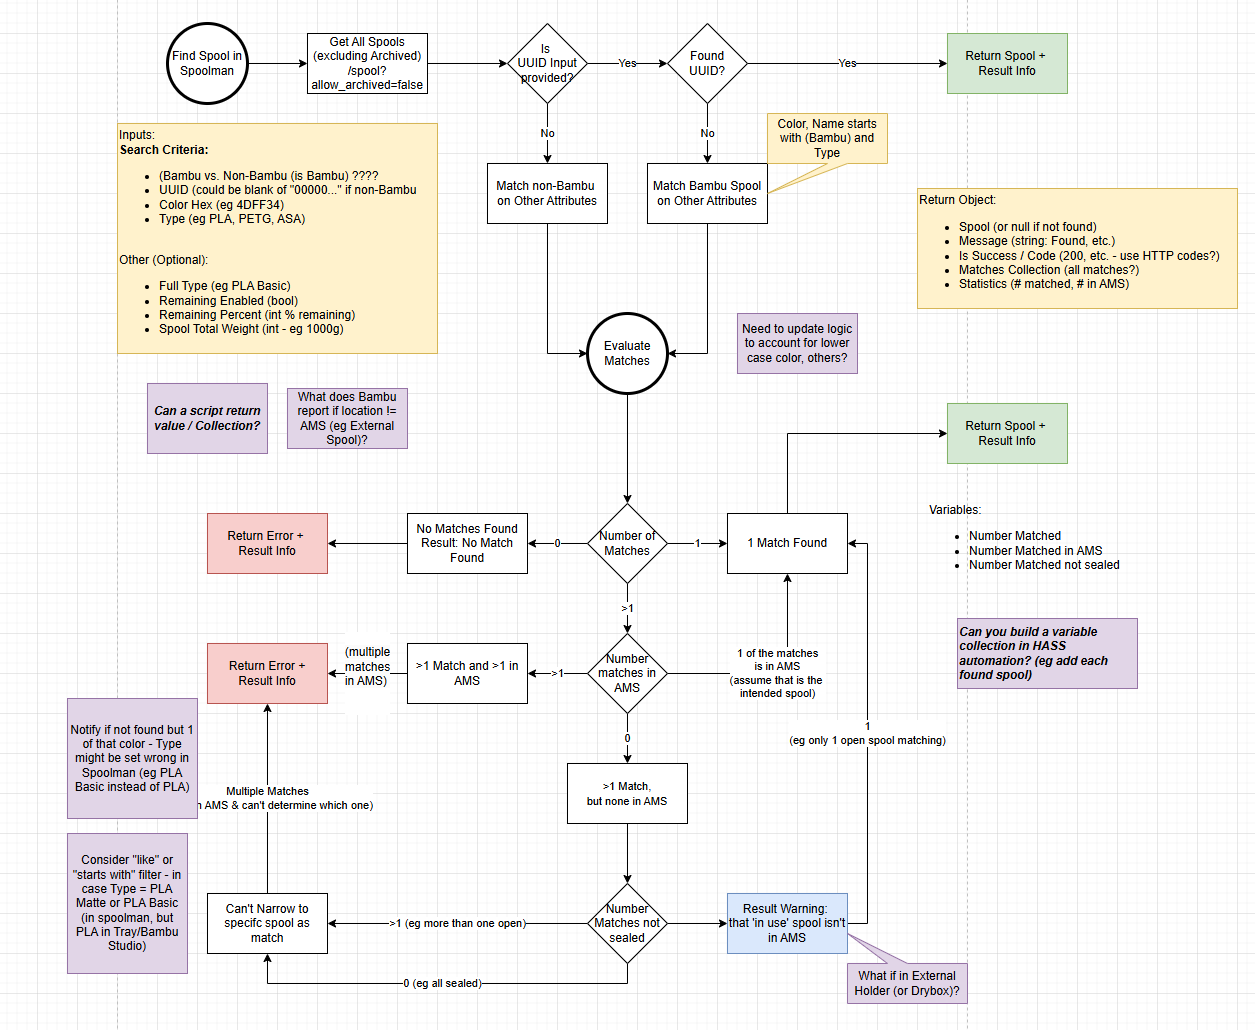 Find Spool in
Spoolman
Get All Spools
(excluding Archived)
/spool?
allow_archived=false
Is
UUID Input
provided?
Yes
Found
UUID?
Yes
Return Spool +
Result Info
No
No
Color, Name starts
with (Bambu) and
Type
Match non-Bambu
on Other Attributes
Match Bambu Spool
on Other Attributes
Inputs:
Search Criteria:
(Bambu vs. Non-Bambu (is Bambu) ????
UUID (could be blank of "00000..." if non-Bambu
Color Hex (eg 4DFF34)
Type (eg PLA, PETG, ASA)
Other (Optional):
Full Type (eg PLA Basic)
Remaining Enabled (bool)
Remaining Percent (int % remaining)
Spool Total Weight (int - eg 1000g)
Return Object:
Spool (or null if not found)
Message (string: Found, etc.)
Is Success / Code (200, etc. - use HTTP codes?)
Matches Collection (all matches?)
Statistics (# matched, # in AMS)
Evaluate
Matches
Need to update logic
to account for lower
case color, others?
Can a script return
value / Collection?
What does Bambu
report if location !=
AMS (eg External
Spool)?
Return Spool +
Result Info
Return Error +
Result Info
No Matches Found
Result: No Match
Found
0
Number of
Matches
1
1 Match Found
Variables:
Number Matched
Number Matched in AMS
Number Matched not sealed
>1
Can you build a variable
collection in HASS
automation? (eg add each
found spool)
Return Error +
Result Info
(multiple
matches
in AMS)
>1 Match and >1 in
AMS
>1
Number
matches in
AMS
1 of the matches
is in AMS
(assume that is the
intended spool)
Notify if not found but 1
of that color - Type
might be set wrong in
Spoolman (eg PLA
Basic instead of PLA)
0
1
(eg only 1 open spool matching)
Multiple Matches
n AMS & can't determine which one)
>1 Match,
but none in AMS
Consider "like" or
"starts with" filter - in
case Type = PLA
Matte or PLA Basic
(in spoolman, but
PLA in Tray/Bambu
Studio)
Can't Narrow to
specifc spool as
match
>1 (eg more than one open)
Number
Matches not
sealed
Result Warning:
that 'in use' spool isn't
in AMS
0 (eg all sealed)
What if in External
Holder (or Drybox)?